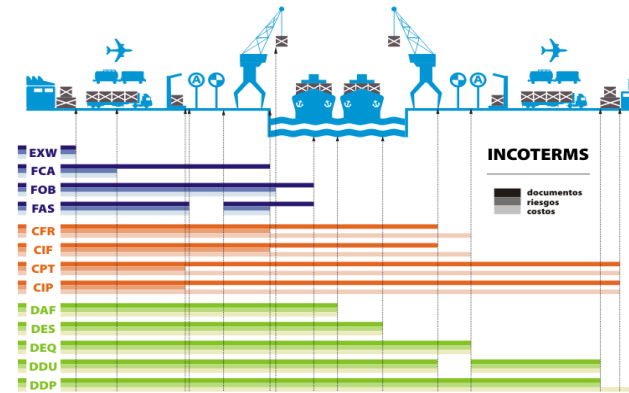 A
A
EXW
FCA
FOB
FAS
CFR
CIF
CPT
CIP
DAF
DES
DEQ
DDU
DDP
INCOTERMS
documentos
riesgos
costos